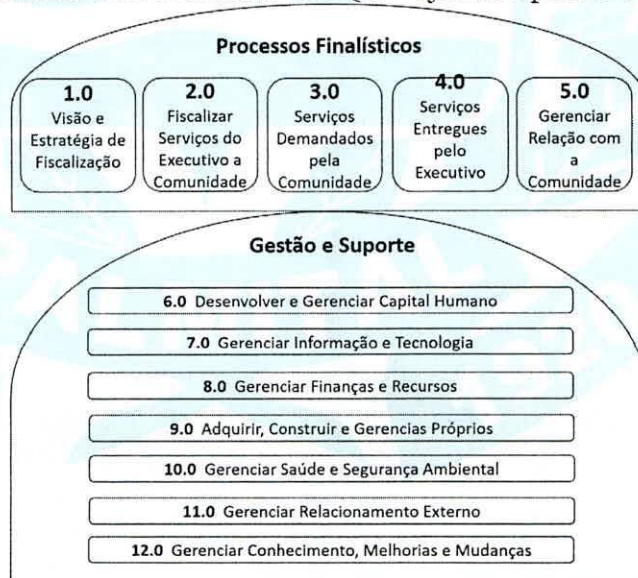 Processos Finalísticos
1.0
Visão e
Estratégia de
Fiscalização
2.0
Fiscalizar
Serviços do
Executivo a
Comunidade
3.0
Serviços
Demandados
pela
Comunidade
4.0
Serviços
Entregues
pelo
Executivo
5.0
Gerenciar
Relação com
a
Comunidade
Gestão e Suporte
6.0 Desenvolver e Gerenciar Capital Humano
7.0 Gerenciar Informação e Tecnologia
8.0 Gerenciar Finanças e Recursos
9.0 Adquirir, Construir e Gerencias Próprios
10.0 Gerenciar Saúde e Segurança Ambiental
11.0 Gerenciar Relacionamento Externo
12.0 Gerenciar Conhecimento, Melhorias e Mudanças